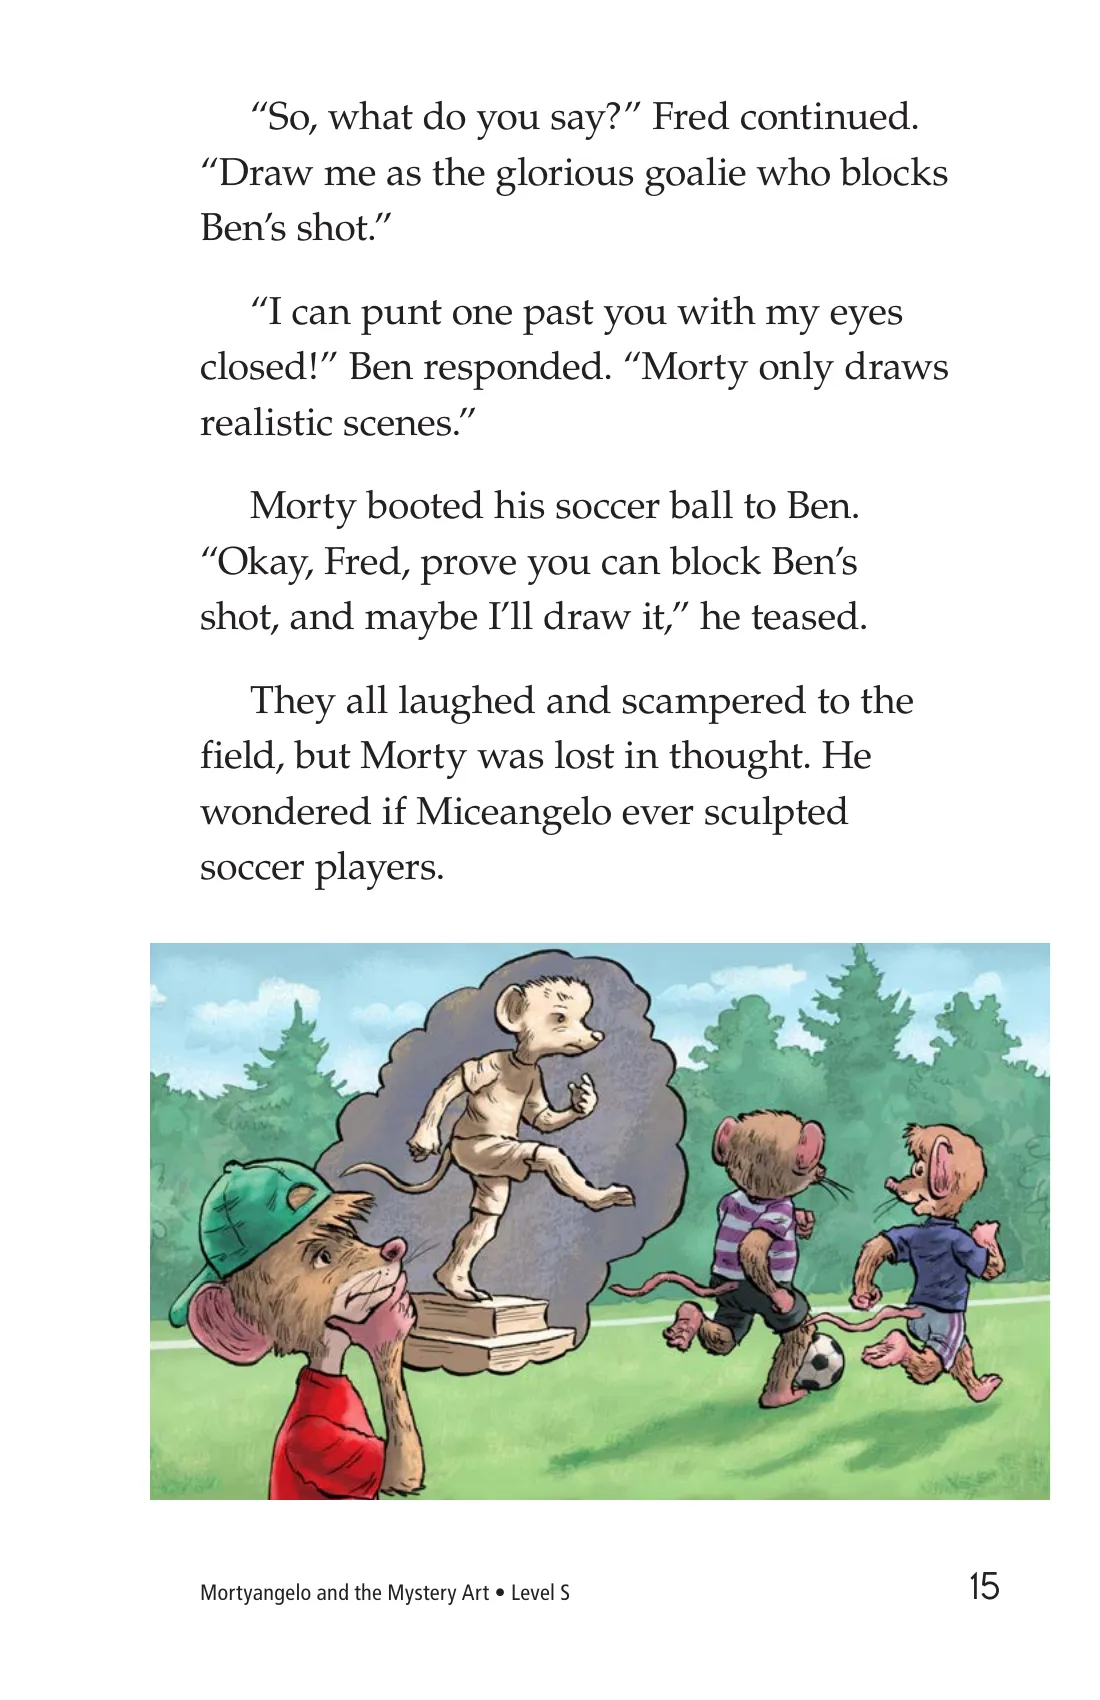 “So, what do you say?” Fred continued.
“Draw me as the glorious goalie who blocks
Ben’s shot.”
“I can punt one past you with my eyes
closed!” Ben responded. “Morty only draws
realistic scenes.”
Morty booted his soccer ball to Ben.
“Okay, Fred, prove you can block Ben’s
shot, and maybe I’ll draw it,” he teased.
They all laughed and scampered to the
field, but Morty was lost in thought. He
wondered if Miceangelo ever sculpted
soccer players.
Mortyangelo and the Mystery Art • Level S
15